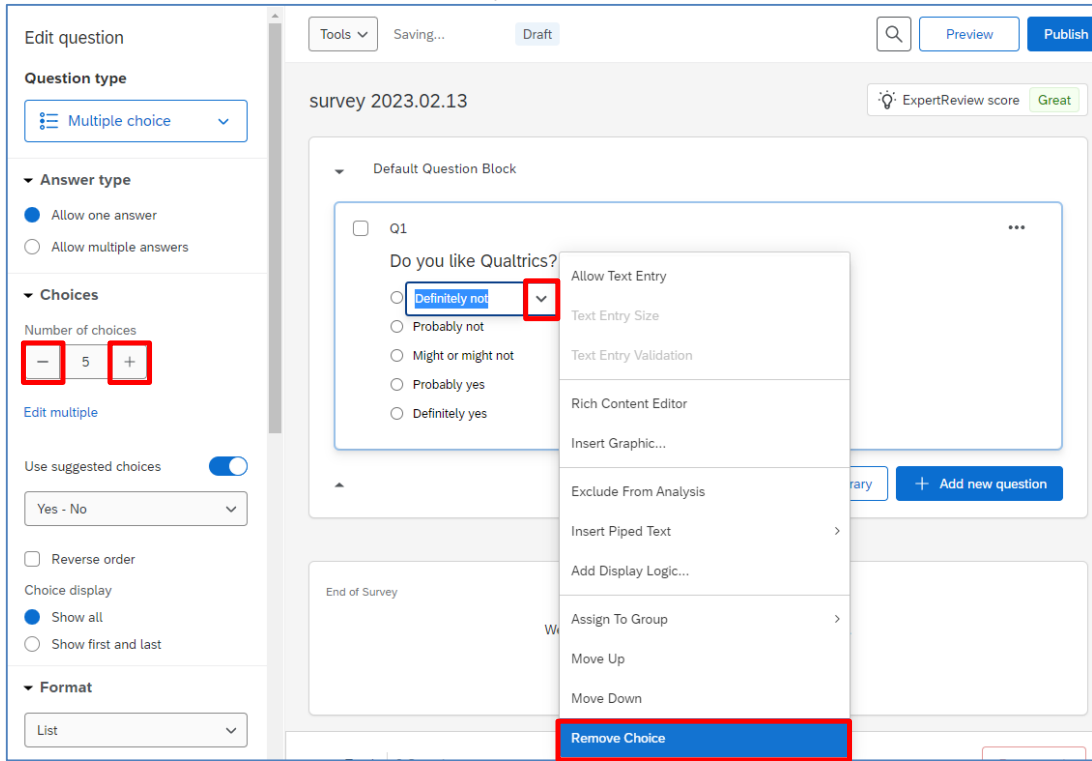 Edit question
Question type
Multiple choice
Answer type
Allow one answer
Allow multiple answers
Choices
Number of choices
− 5 +
Edit multiple
Use suggested choices
Yes - No
Reverse order
Choice display
Show all
Show first and last
Format
List
Tools Saving... Draft Preview Publish
survey 2023.02.13 ExpertReview score Great
Default Question Block
Q1
Do you like Qualtrics?
Definitely not
Probably not
Might or might not
Probably yes
Definitely yes
+ Add new question
End of Survey
Allow Text Entry
Text Entry Size
Text Entry Validation
Rich Content Editor
Insert Graphic...
Exclude From Analysis
Insert Piped Text
Add Display Logic...
Assign To Group
Move Up
Move Down
Remove Choice